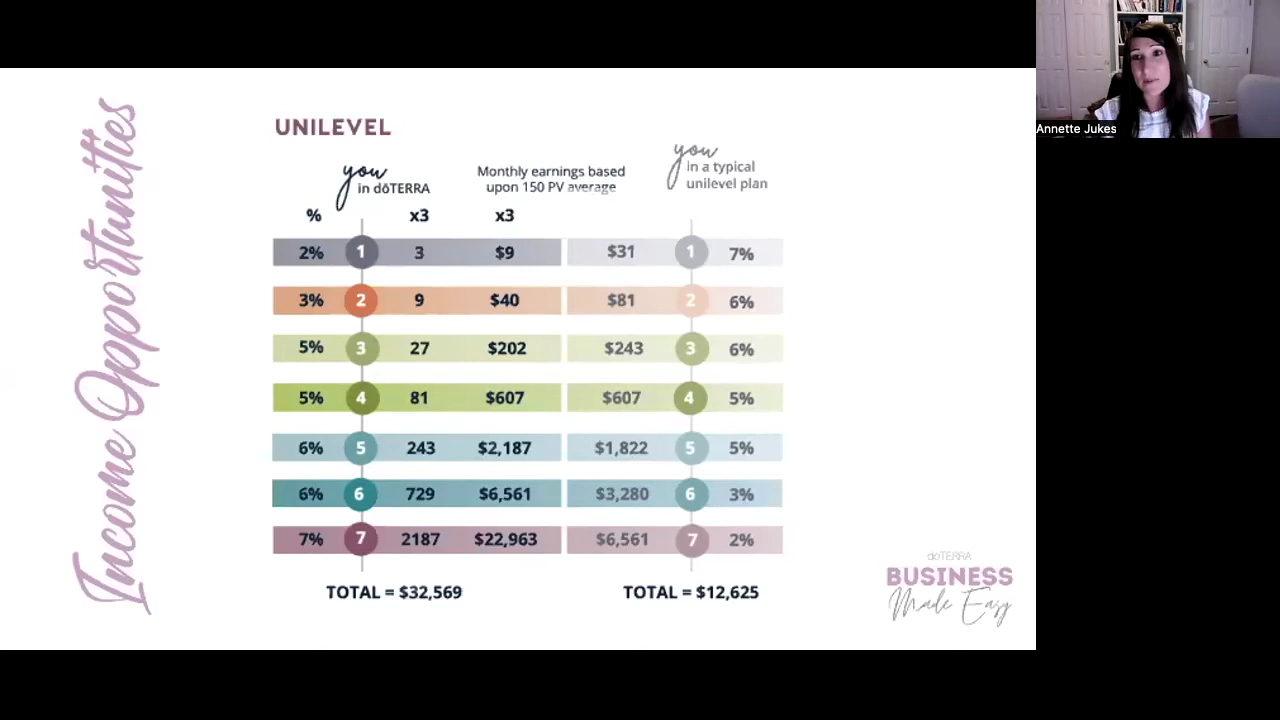 Income Opportunities
UNILEVEL
you
in dōTERRA
Monthly earnings based
upon 150 PV average
you
in a typical
unilevel plan
% x3 x3
2% 1 3 $9 $31 1 7%
3% 2 9 $40 $81 2 6%
5% 3 27 $202 $243 3 6%
5% 4 81 $607 $607 4 5%
6% 5 243 $2,187 $1,822 5 5%
6% 6 729 $6,561 $3,280 6 3%
7% 7 2187 $22,963 $6,561 7 2%
TOTAL = $32,569 TOTAL = $12,625
dōTERRA
BUSINESS
Made Easy
Annette Jukes